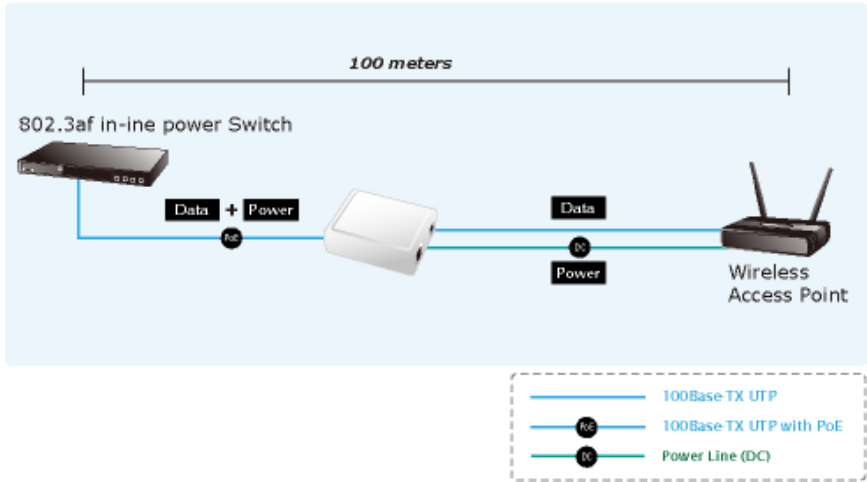 100 meters
802.3af in-ine power Switch
Data + Power
PoE
Data
DC
Power
Wireless
Access Point
100Base-TX UTP
PoE 100Base-TX UTP with PoE
DC Power Line (DC)